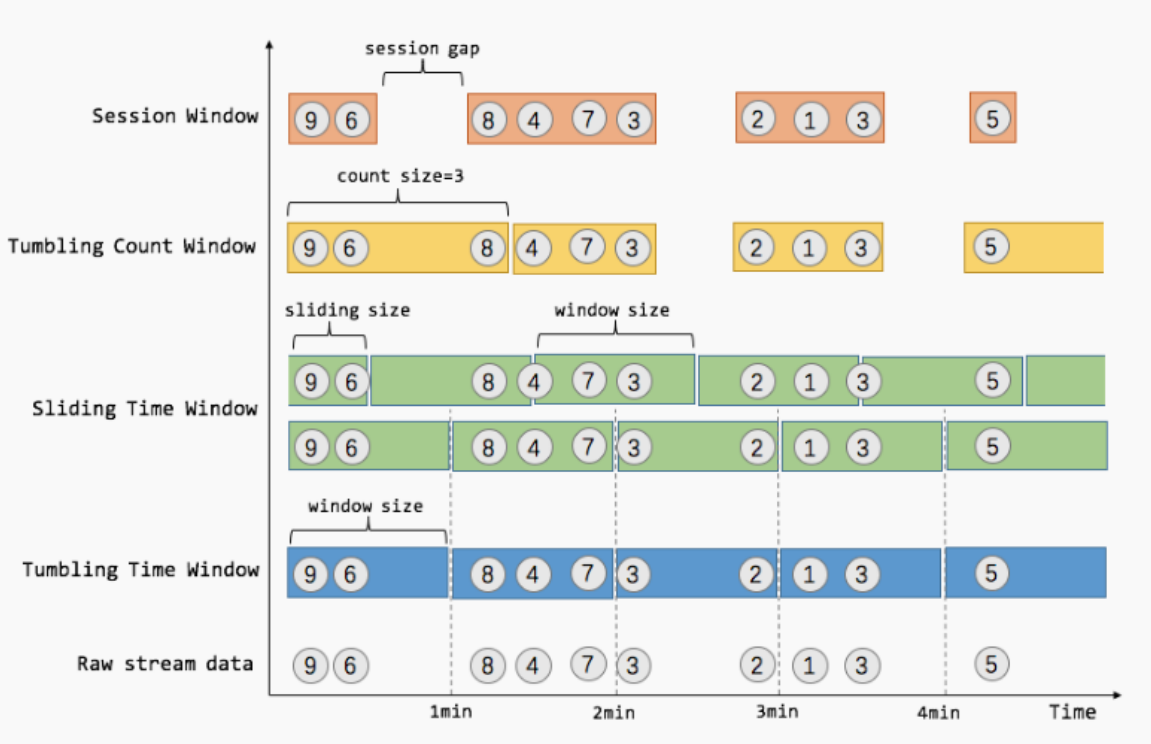 session gap
Session Window 9 6 8 4 7 3 2 1 3 5
count size=3
Tumbling Count Window 9 6 8 4 7 3 2 1 3 5
sliding size window size
9 6 8 4 7 3 2 1 3 5
Sliding Time Window
9 6 8 4 7 3 2 1 3 5
window size
Tumbling Time Window 9 6 8 4 7 3 2 1 3 5
Raw stream data 9 6 8 4 7 3 2 1 3 5
1min 2min 3min 4min Time